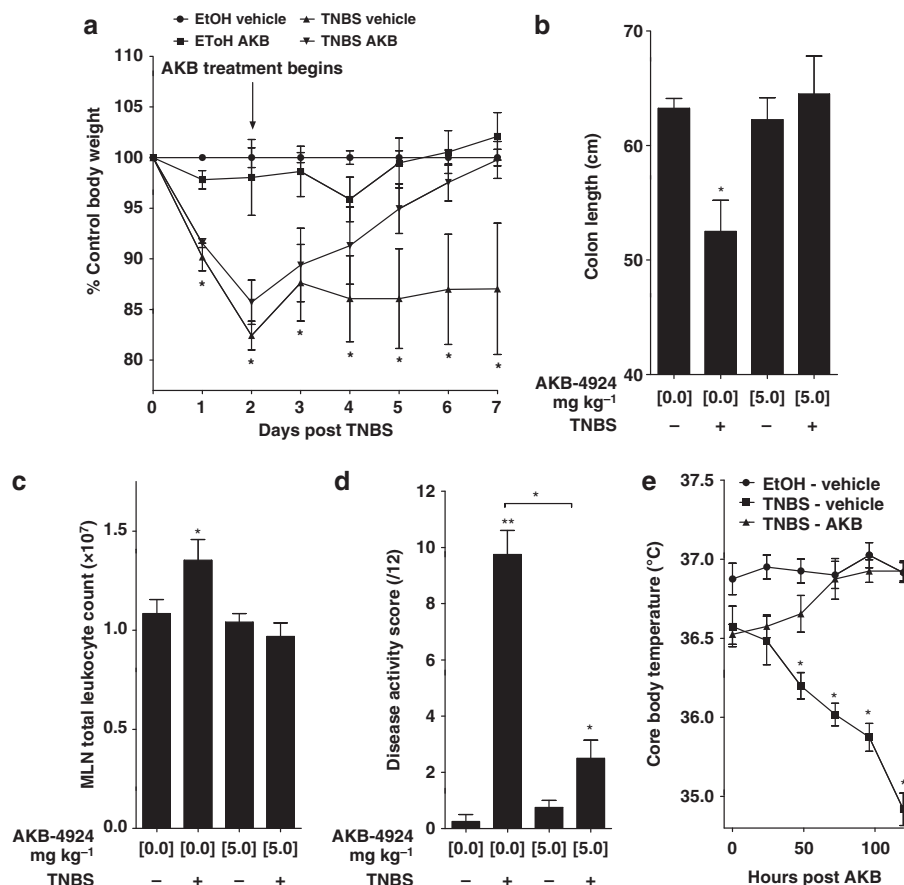 a
EtOH vehicle TNBS vehicle
EToH AKB TNBS AKB
AKB treatment begins
110
105
100
95
90
85
80
% Control body weight
* * * * * * *
0 1 2 3 4 5 6 7
Days post TNBS
b
70
60
50
40
Colon length (cm)
*
AKB-4924 [0.0] [0.0] [5.0] [5.0]
mg kg–1
TNBS – + – +
c
1.5
1.0
0.5
0.0
MLN total leukocyte count (×10⁷)
*
AKB-4924 [0.0] [0.0] [5.0] [5.0]
mg kg–1
TNBS – + – +
d
12
10
8
6
4
2
0
Disease activity score (/12)
*
**
*
AKB-4924 [0.0] [0.0] [5.0] [5.0]
mg kg–1
TNBS – + – +
e
EtOH - vehicle
TNBS - vehicle
TNBS - AKB
37.5
37.0
36.5
36.0
35.0
Core body temperature (°C)
* * * *
0 50 100
Hours post AKB